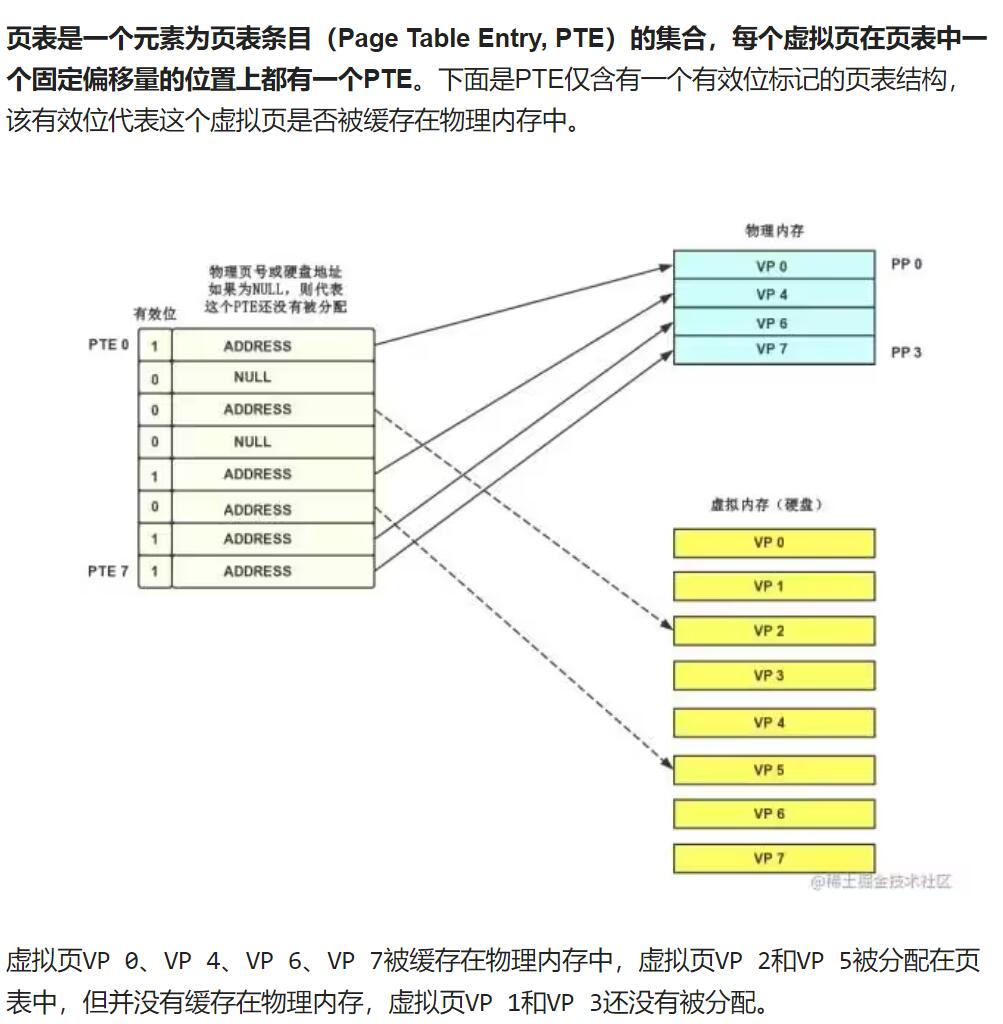 页表是一个元素为页表条目（Page Table Entry, PTE）的集合，每个虚拟页在页表中一
个固定偏移量的位置上都有一个PTE。下面是PTE仅含有一个有效位标记的页表结构，
该有效位代表这个虚拟页是否被缓存在物理内存中。
物理页号或硬盘地址
如果为NULL，则代表
这个PTE还没有被分配
有效位
PTE 0 1 ADDRESS
0 NULL
0 ADDRESS
0 NULL
1 ADDRESS
0 ADDRESS
1 ADDRESS
PTE 7 1 ADDRESS
物理内存
VP 0 PP 0
VP 4
VP 6
VP 7 PP 3
虚拟内存（硬盘）
VP 0
VP 1
VP 2
VP 3
VP 4
VP 5
VP 6
VP 7
@稀土掘金技术社区
虚拟页VP 0、VP 4、VP 6、VP 7被缓存在物理内存中，虚拟页VP 2和VP 5被分配在页
表中，但并没有缓存在物理内存，虚拟页VP 1和VP 3还没有被分配。